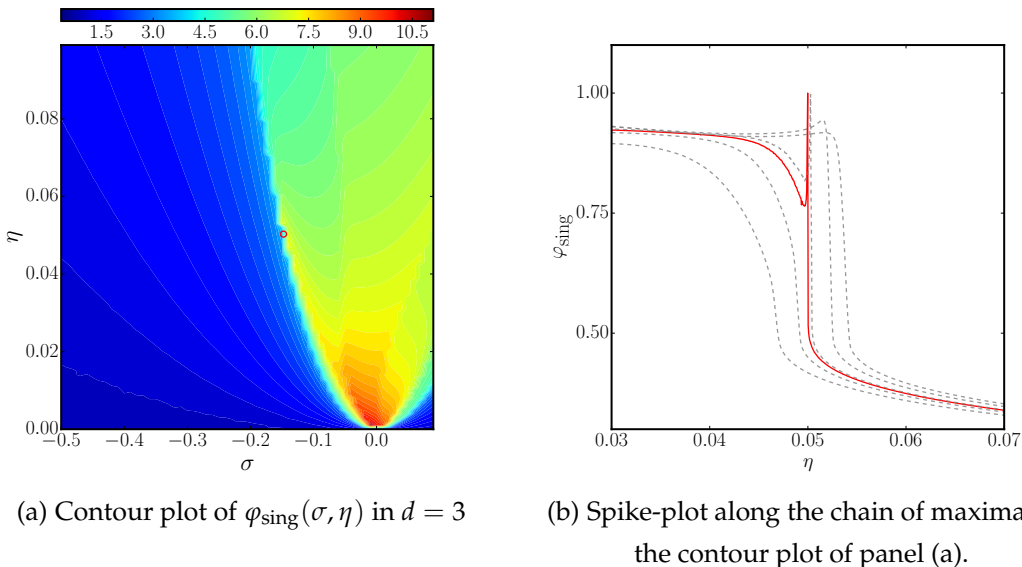 1.5 3.0 4.5 6.0 7.5 9.0 10.5
η
0.08
0.06
0.04
0.02
0.00
−0.5 −0.4 −0.3 −0.2 −0.1 0.0
σ
φsing
1.00
0.75
0.50
0.03 0.04 0.05 0.06 0.07
η
(a) Contour plot of φsing(σ, η) in d = 3
(b) Spike-plot along the chain of maxima
the contour plot of panel (a).